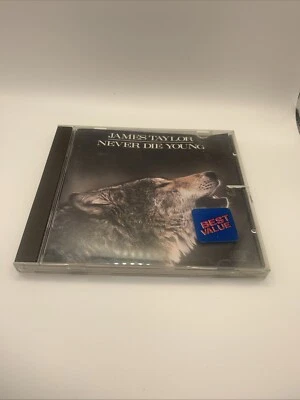 JAMES TAYLOR
NEVER DIE YOUNG
BEST
VALUE